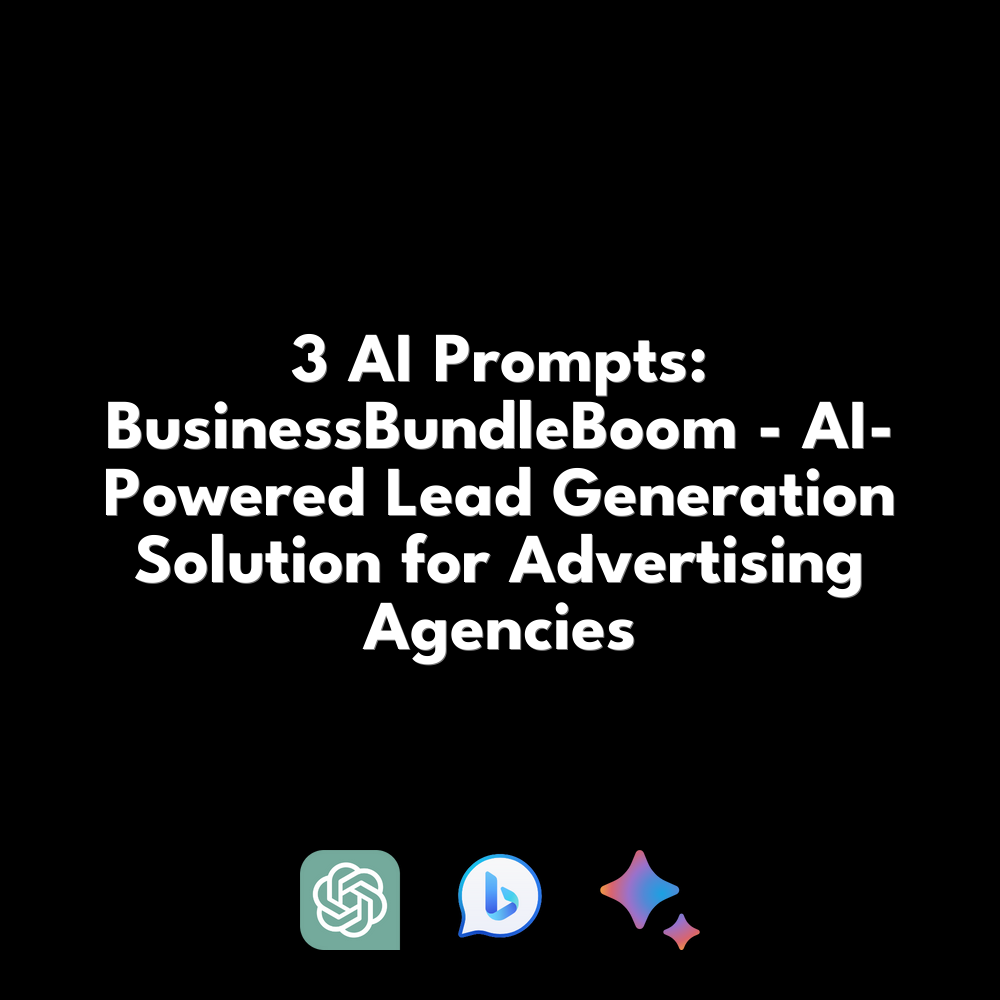 3 AI Prompts:
BusinessBundleBoom - AI-
Powered Lead Generation
Solution for Advertising
Agencies